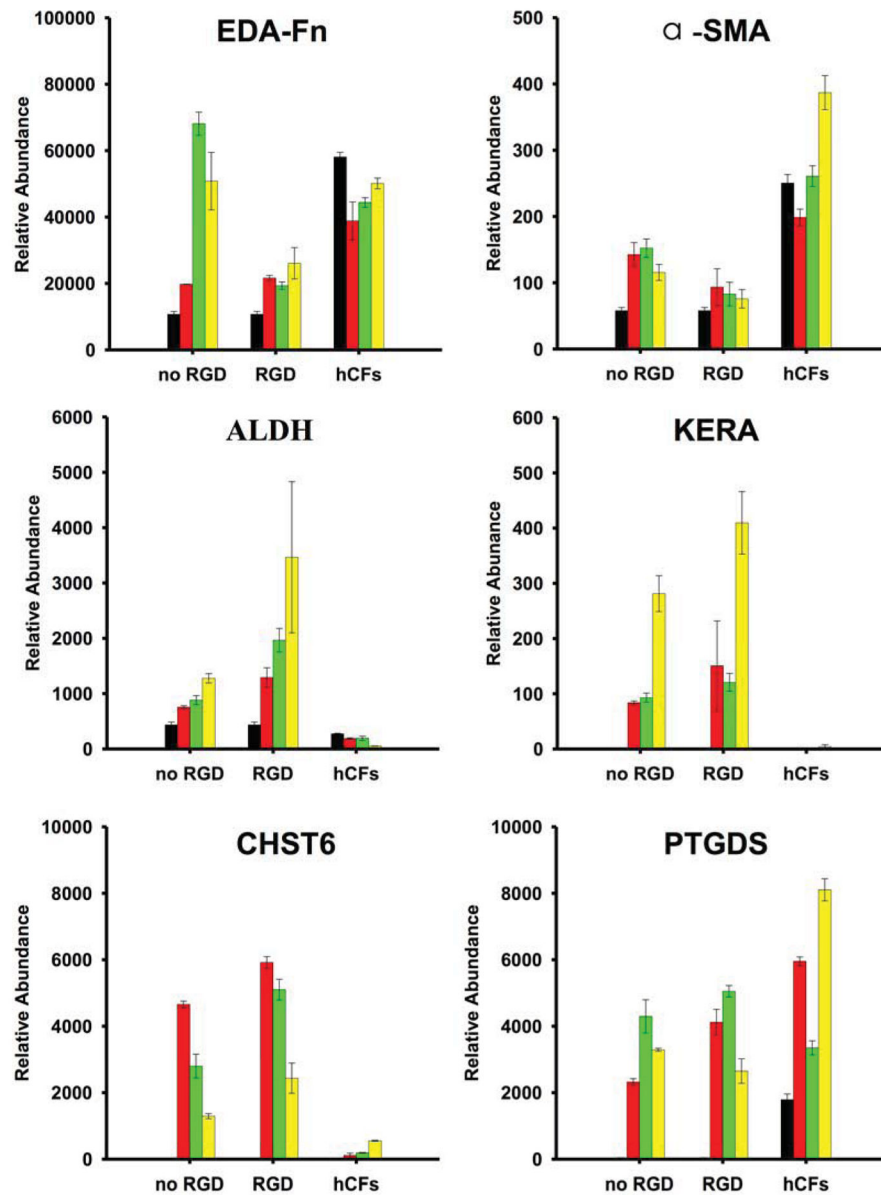 EDA-Fn
Relative Abundance
100000
80000
60000
40000
20000
0
no RGD RGD hCFs
α -SMA
Relative Abundance
500
400
300
200
100
0
no RGD RGD hCFs
ALDH
Relative Abundance
6000
5000
4000
3000
2000
1000
0
no RGD RGD hCFs
KERA
Relative Abunance
600
500
400
300
200
100
0
no RGD RGD hCFs
CHST6
Relative Abundance
10000
8000
6000
4000
2000
0
no RGD RGD hCFs
PTGDS
Relative Abundance
10000
8000
6000
4000
2000
0
no RGD RGD hCFs